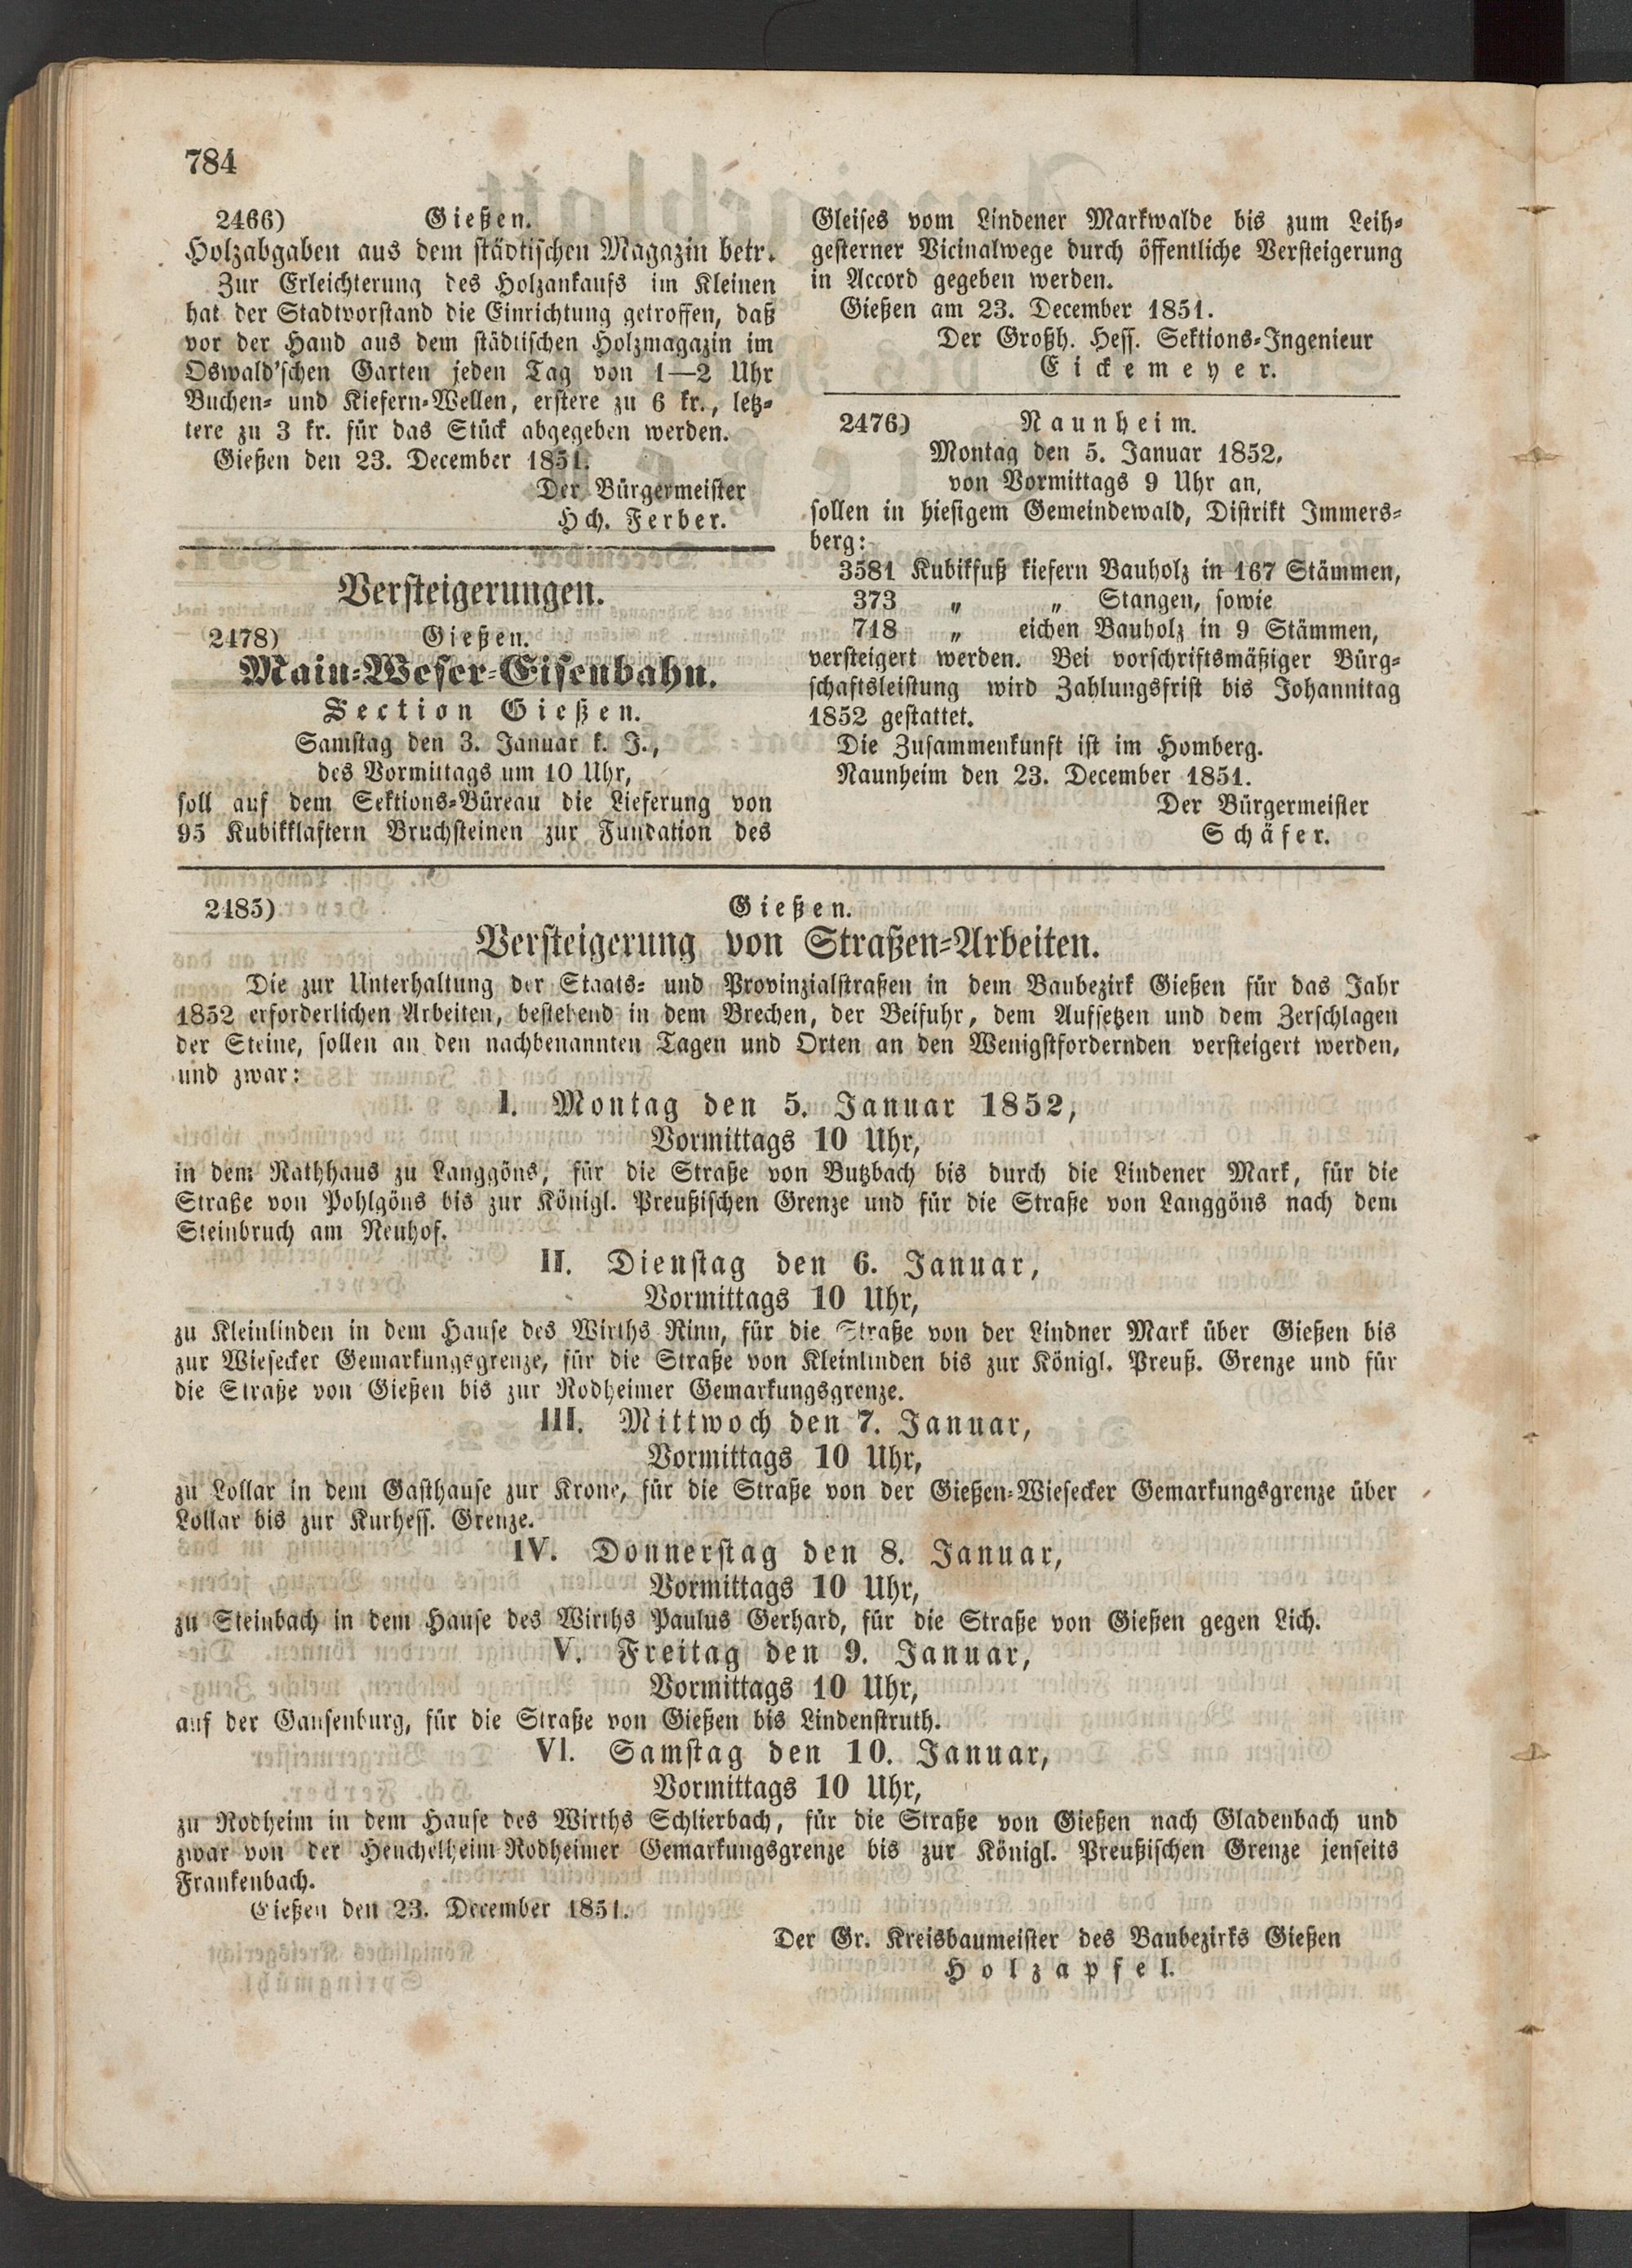 784
2466) Gießen.
Holzabgaben aus dem städtischen Magazin betr.
Zur Erleichterung des Holzankaufs im Kleinen
hat der Stadtvorstand die Einrichtung getroffen, daß
vor der Hand aus dem städtischen Holzmagazin im
Oswald'schen Garten jeden Tag von 1—2 Uhr
Buchen- und Kiefern-Wellen, erstere zu 6 kr., letz-
tere zu 3 kr. für das Stück abgegeben werden.
Gießen den 23. December 1851.
Der Bürgermeister
Hch. Ferber.
Versteigerungen.
2478) Gießen.
Main-Weser-Eisenbahn.
Section Gießen.
Samstag den 3. Januar k. J.,
des Vormittags um 10 Uhr,
soll auf dem Sektions-Büreau die Lieferung von
95 Kubikklaftern Bruchsteinen zur Fundation des
Gleises vom Lindener Markwalde bis zum Leih-
gesterner Vicinalwege durch öffentliche Versteigerung
in Accord gegeben werden.
Gießen am 23. December 1851.
Der Großh. Hess. Sektions-Ingenieur
Eickemeyer.
2476) Naunheim.
Montag den 5. Januar 1852,
von Vormittags 9 Uhr an,
sollen in hiesigem Gemeindewald, Distrikt Immers-
berg:
3581 Kubikfuß kiefern Bauholz in 167 Stämmen,
373 „ „ Stangen, sowie
718 „ eichen Bauholz in 9 Stämmen,
versteigert werden. Bei vorschriftsmäßiger Bürg-
schaftsleistung wird Zahlungsfrist bis Johannitag
1852 gestattet.
Die Zusammenkunft ist im Homberg.
Naunheim den 23. December 1851.
Der Bürgermeister
Schäfer.
2485) Gießen.
Versteigerung von Straßen-Arbeiten.
Die zur Unterhaltung der Staats- und Provinzialstraßen in dem Baubezirk Gießen für das Jahr
1852 erforderlichen Arbeiten, bestehend in dem Brechen, der Beifuhr, dem Aufsetzen und dem Zerschlagen
der Steine, sollen an den nachbenannten Tagen und Orten an den Wenigstfordernden versteigert werden,
und zwar:
I. Montag den 5. Januar 1852,
Vormittags 10 Uhr,
in dem Rathhaus zu Langgöns, für die Straße von Butzbach bis durch die Lindener Mark, für die
Straße von Pohlgöns bis zur Königl. Preußischen Grenze und für die Straße von Langgöns nach dem
Steinbruch am Neuhof.
II. Dienstag den 6. Januar,
Vormittags 10 Uhr,
zu Kleinlinden in dem Hause des Wirths Rinn, für die Straße von der Lindner Mark über Gießen bis
zur Wiesecker Gemarkungsgrenze, für die Straße von Kleinlinden bis zur Königl. Preuß. Grenze und für
die Straße von Gießen bis zur Rodheimer Gemarkungsgrenze.
III. Mittwoch den 7. Januar,
Vormittags 10 Uhr,
zu Lollar in dem Gasthause zur Krone, für die Straße von der Gießen-Wiesecker Gemarkungsgrenze über
Lollar bis zur Kurhess. Grenze.
IV. Donnerstag den 8. Januar,
Vormittags 10 Uhr,
zu Steinbach in dem Hause des Wirths Paulus Gerhard, für die Straße von Gießen gegen Lich.
V. Freitag den 9. Januar,
Vormittags 10 Uhr,
auf der Gansenburg, für die Straße von Gießen bis Lindenstruth.
VI. Samstag den 10. Januar,
Vormittags 10 Uhr,
zu Rodheim in dem Hause des Wirths Schlierbach, für die Straße von Gießen nach Gladenbach und
zwar von der Heuchelheim-Rodheimer Gemarkungsgrenze bis zur Königl. Preußischen Grenze jenseits
Frankenbach.
Gießen den 23. December 1851.
Der Gr. Kreisbaumeister des Baubezirks Gießen
Holzapfel.